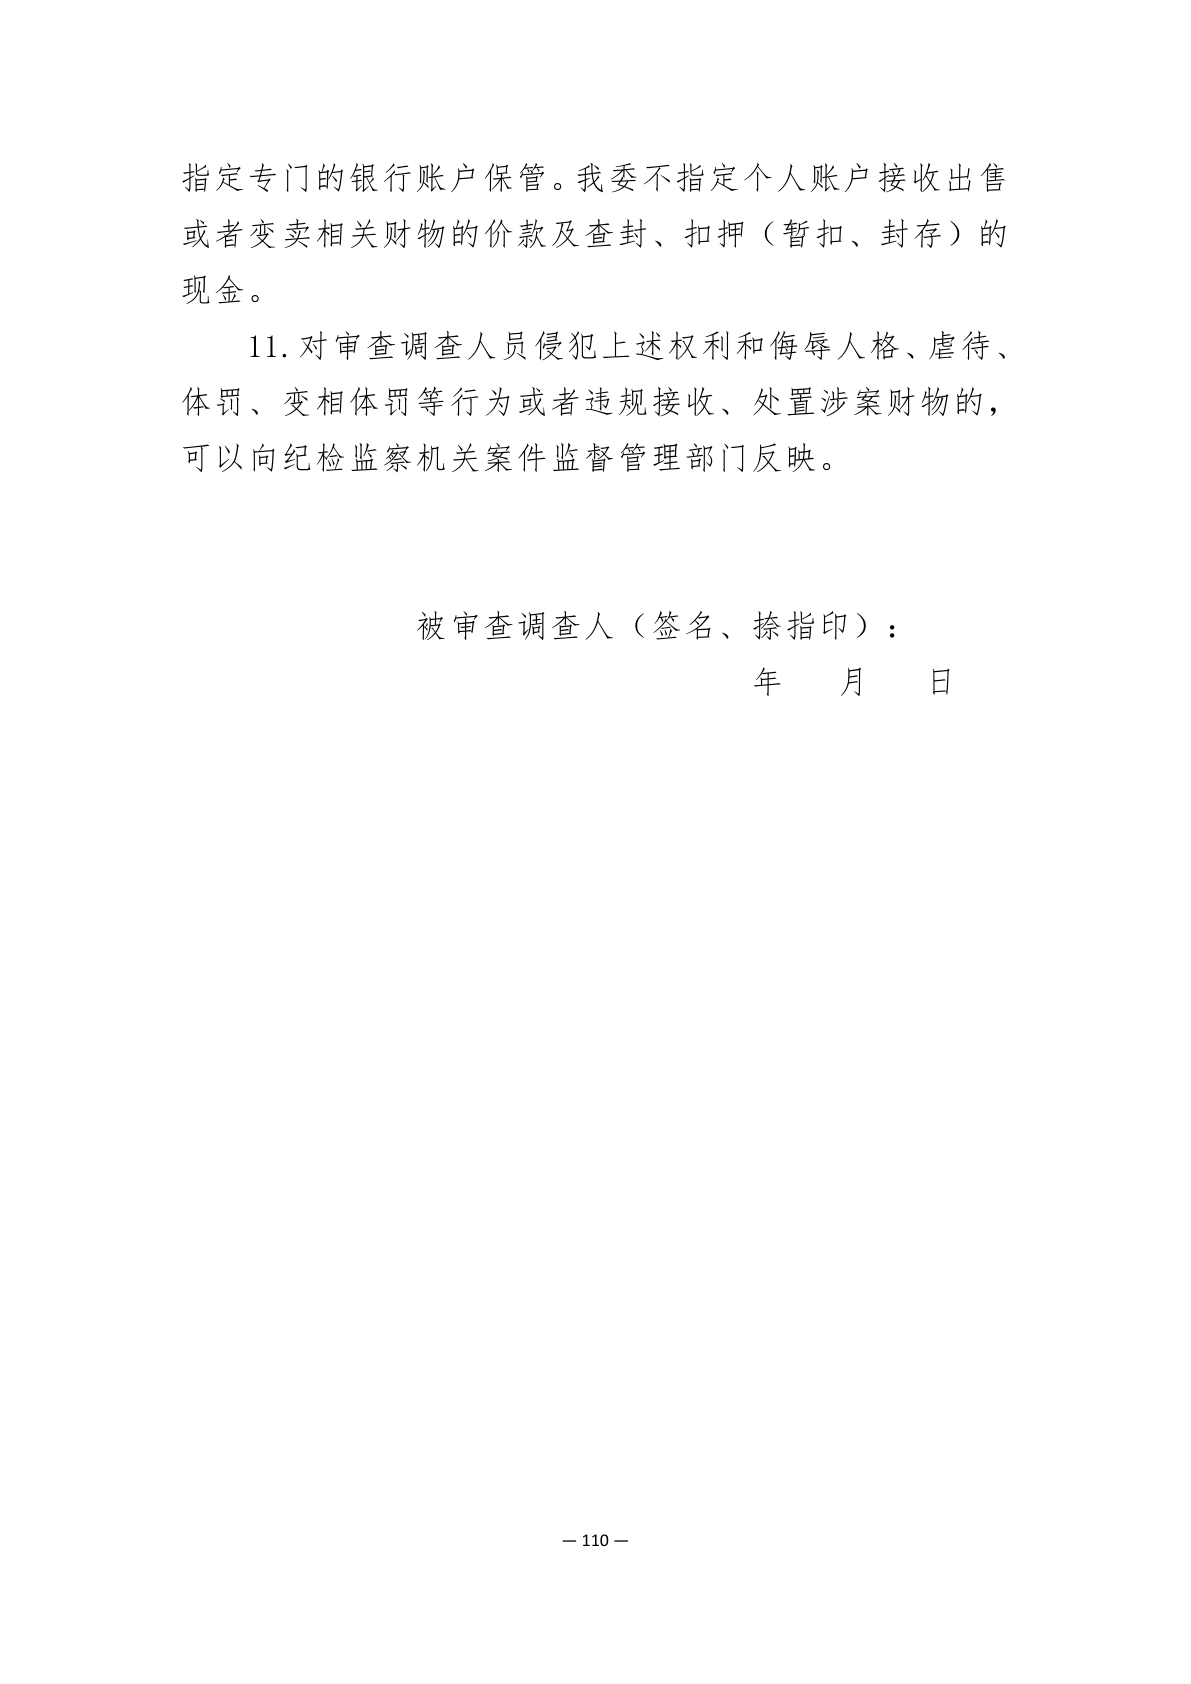 指定专门的银行账户保管。我委不指定个人账户接收出售
或者变卖相关财物的价款及查封、扣押（暂扣、封存）的
现金。
11.对审查调查人员侵犯上述权利和侮辱人格、虐待、
体罚、变相体罚等行为或者违规接收、处置涉案财物的，
可以向纪检监察机关案件监督管理部门反映。
被审查调查人（签名、捺指印）：
年 月 日
— 110 —